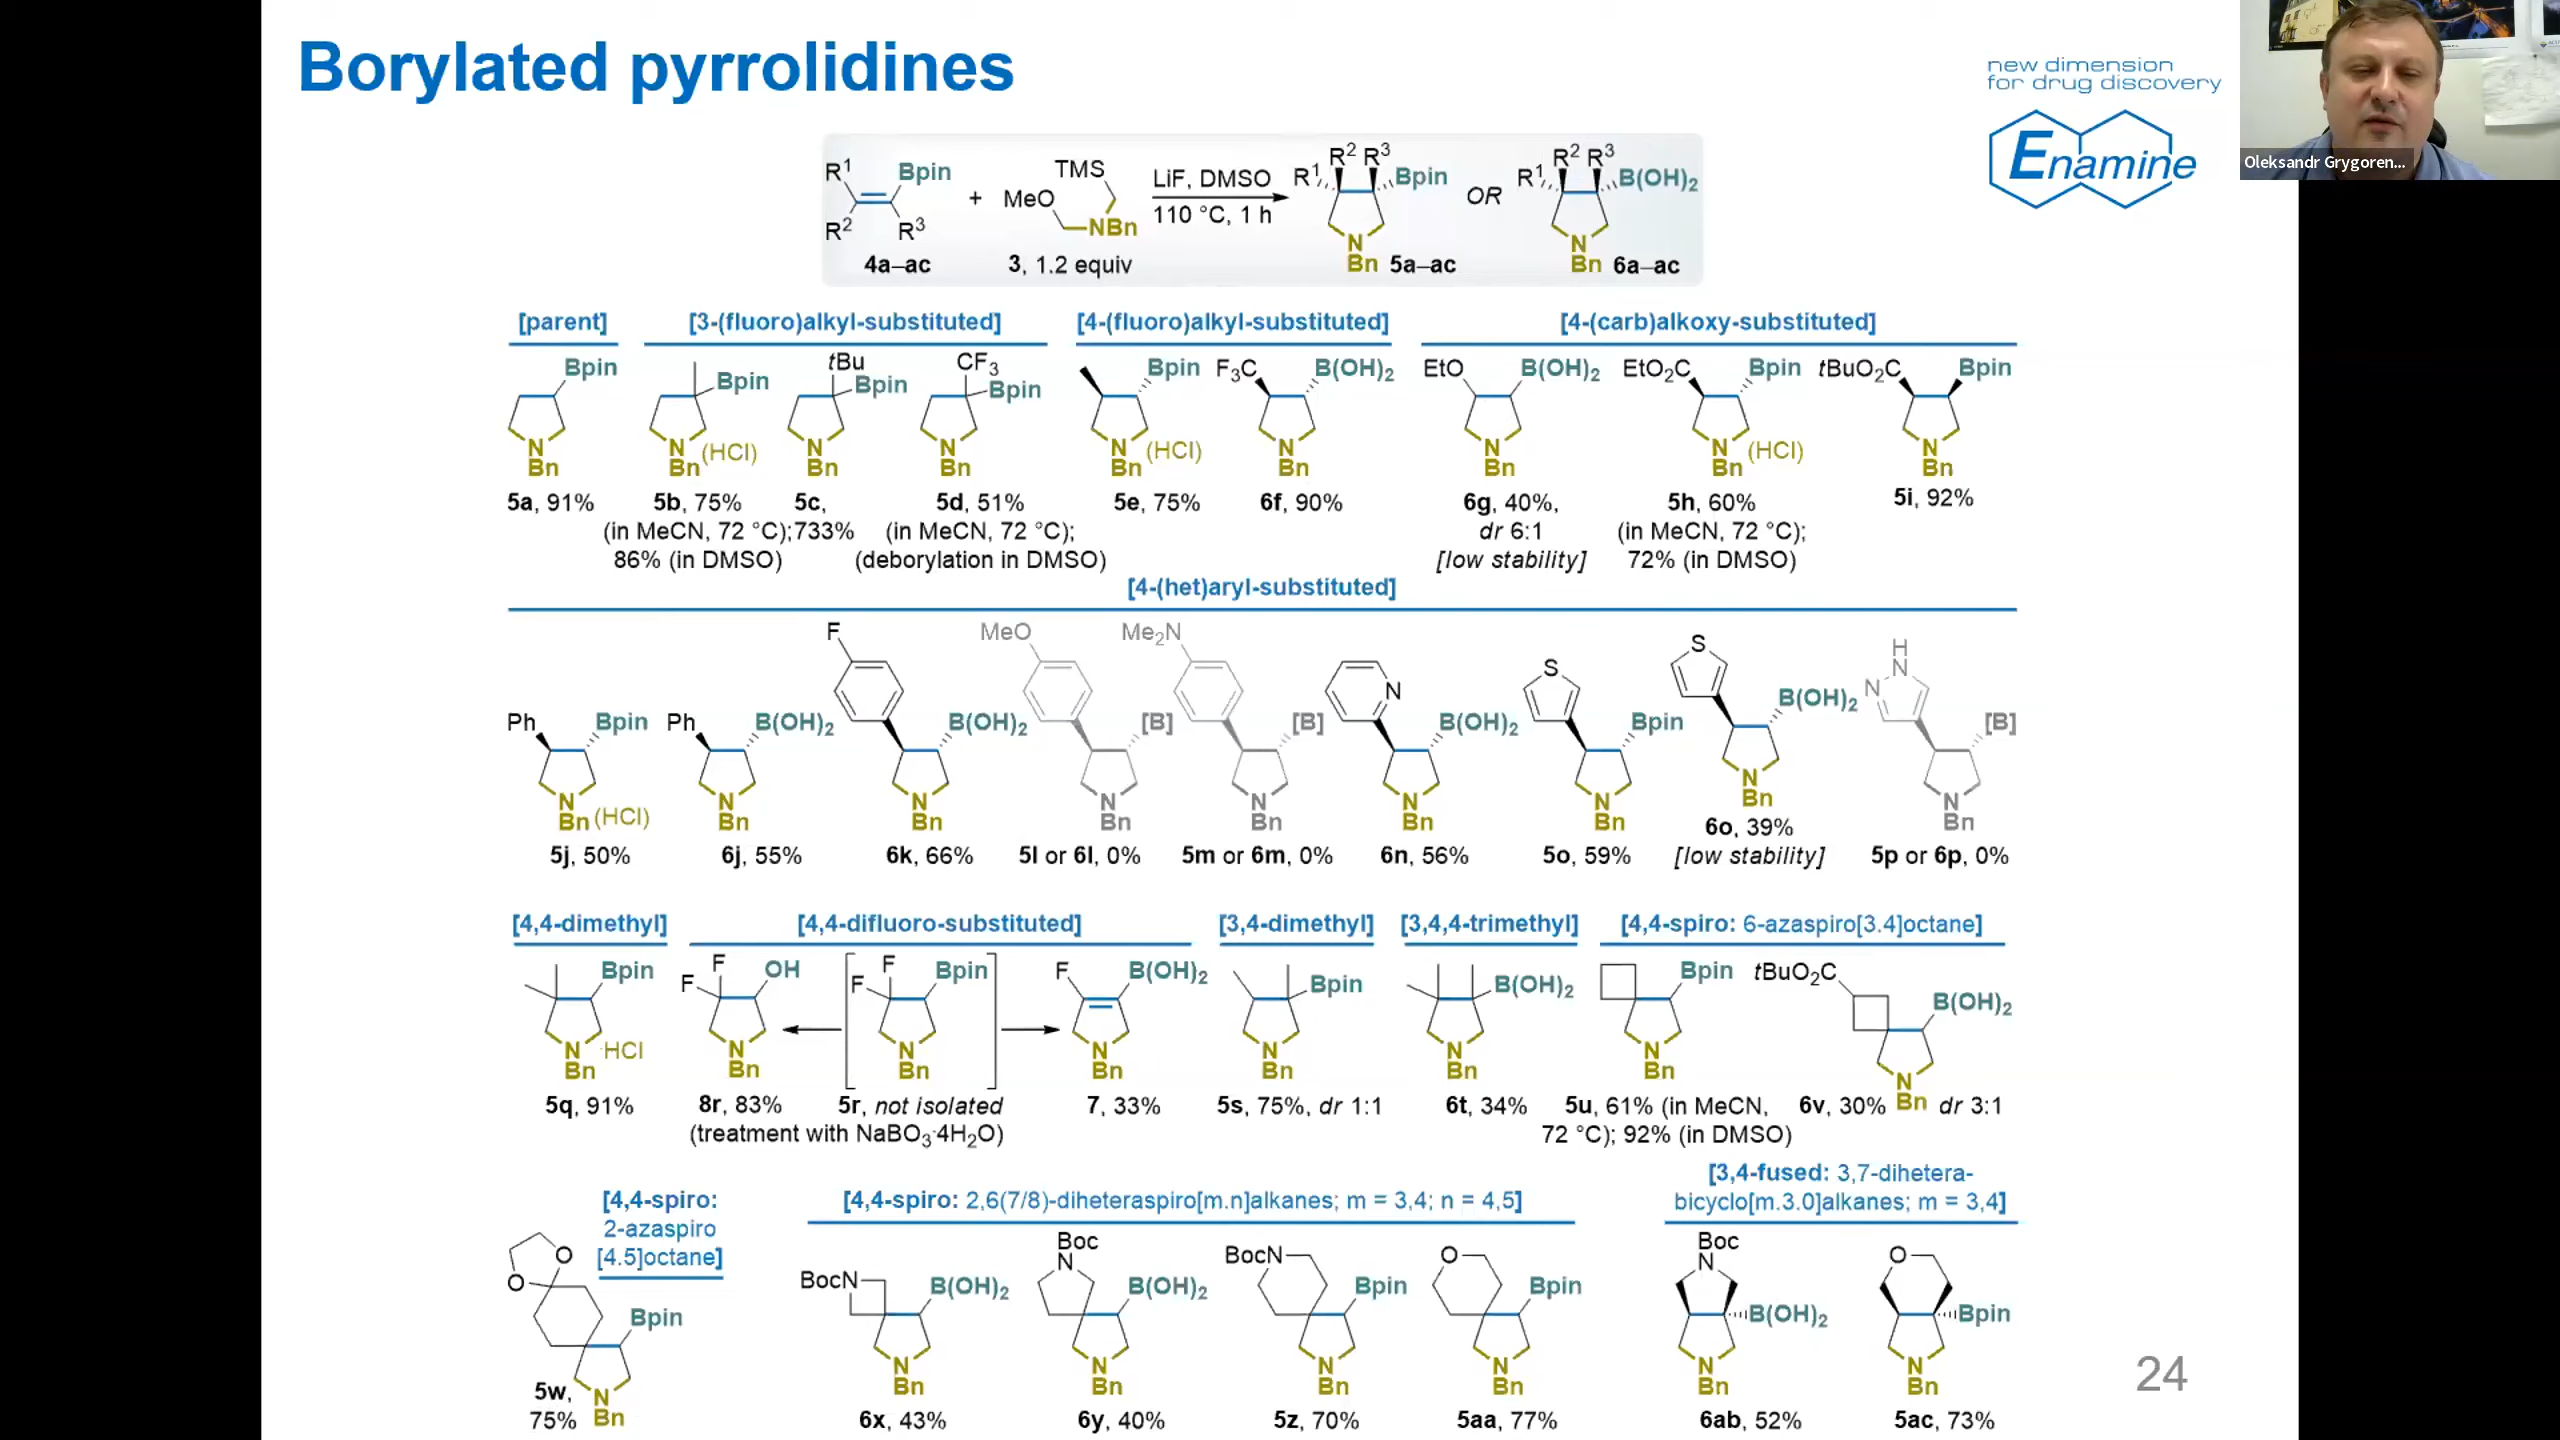 Borylated pyrrolidines
new dimension
for drug discovery
Enamine
Oleksandr Grygoren...
R1 Bpin R2 R3
4a–ac
+
TMS
MeO
NBn
3, 1.2 equiv
LiF, DMSO
110 °C, 1 h
R1 R2 R3 Bpin
N
Bn 5a–ac
OR
R1 R2 R3 B(OH)2
N
Bn 6a–ac
[parent] [3-(fluoro)alkyl-substituted] [4-(fluoro)alkyl-substituted] [4-(carb)alkoxy-substituted]
Bpin
N
Bn
5a, 91%
Bpin
N (HCl)
Bn
5b, 75%
(in MeCN, 72 °C);
86% (in DMSO)
tBu
Bpin
N
Bn
5c,
733%
CF3
Bpin
N
Bn
5d, 51%
(in MeCN, 72 °C);
(deborylation in DMSO)
Bpin
N (HCl)
Bn
5e, 75%
F3C B(OH)2
N
Bn
6f, 90%
EtO B(OH)2
N
Bn
6g, 40%,
dr 6:1
[low stability]
EtO2C Bpin
N (HCl)
Bn
5h, 60%
(in MeCN, 72 °C);
72% (in DMSO)
tBuO2C Bpin
N
Bn
5i, 92%
[4-(het)aryl-substituted]
Ph Bpin
N
Bn (HCl)
5j, 50%
Ph B(OH)2
N
Bn
6j, 55%
F
B(OH)2
N
Bn
6k, 66%
MeO
[B]
N
Bn
5l or 6l, 0%
Me2N
[B]
N
Bn
5m or 6m, 0%
N
B(OH)2
N
Bn
6n, 56%
S
Bpin
N
Bn
5o, 59%
S
B(OH)2
N
Bn
6o, 39%
[low stability]
H
N
N
[B]
N
Bn
5p or 6p, 0%
[4,4-dimethyl] [4,4-difluoro-substituted] [3,4-dimethyl] [3,4,4-trimethyl] [4,4-spiro: 6-azaspiro[3.4]octane]
Bpin
N ·HCl
Bn
5q, 91%
F
F OH
N
Bn
8r, 83%
F
F Bpin
N
Bn
5r, not isolated
(treatment with NaBO3·4H2O)
F B(OH)2
N
Bn
7, 33%
Bpin
N
Bn
5s, 75%, dr 1:1
B(OH)2
N
Bn
6t, 34%
Bpin
N
Bn
5u, 61% (in MeCN,
72 °C); 92% (in DMSO)
tBuO2C
B(OH)2
N
6v, 30% Bn dr 3:1
[4,4-spiro:
2-azaspiro
[4.5]octane]
[4,4-spiro: 2,6(7/8)-diheteraspiro[m.n]alkanes; m = 3,4; n = 4,5]
[3,4-fused: 3,7-dihetera-
bicyclo[m.3.0]alkanes; m = 3,4]
O
O
Bpin
N
Bn
5w,
75%
BocN B(OH)2
N
Bn
6x, 43%
Boc
N
B(OH)2
N
Bn
6y, 40%
BocN
Bpin
N
Bn
5z, 70%
O
Bpin
N
Bn
5aa, 77%
Boc
N
B(OH)2
N
Bn
6ab, 52%
O
Bpin
N
Bn
5ac, 73%
24